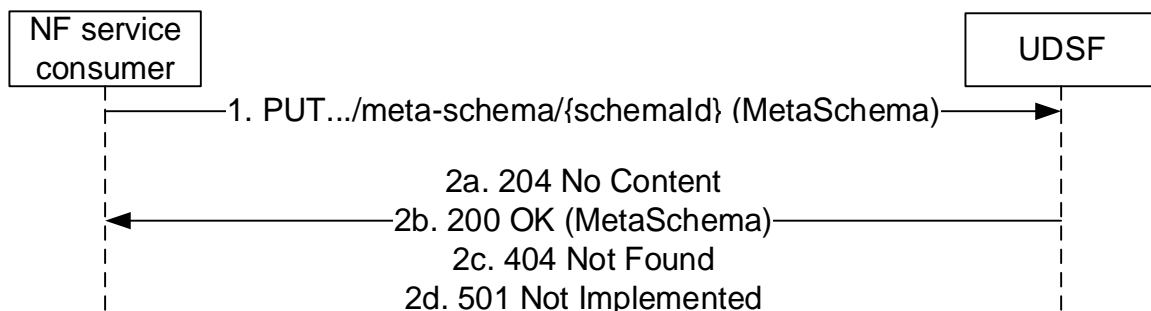 NF service
consumer
UDSF
1. PUT.../meta-schema/{schemaId} (MetaSchema)
2a. 204 No Content
2b. 200 OK (MetaSchema)
2c. 404 Not Found
2d. 501 Not Implemented